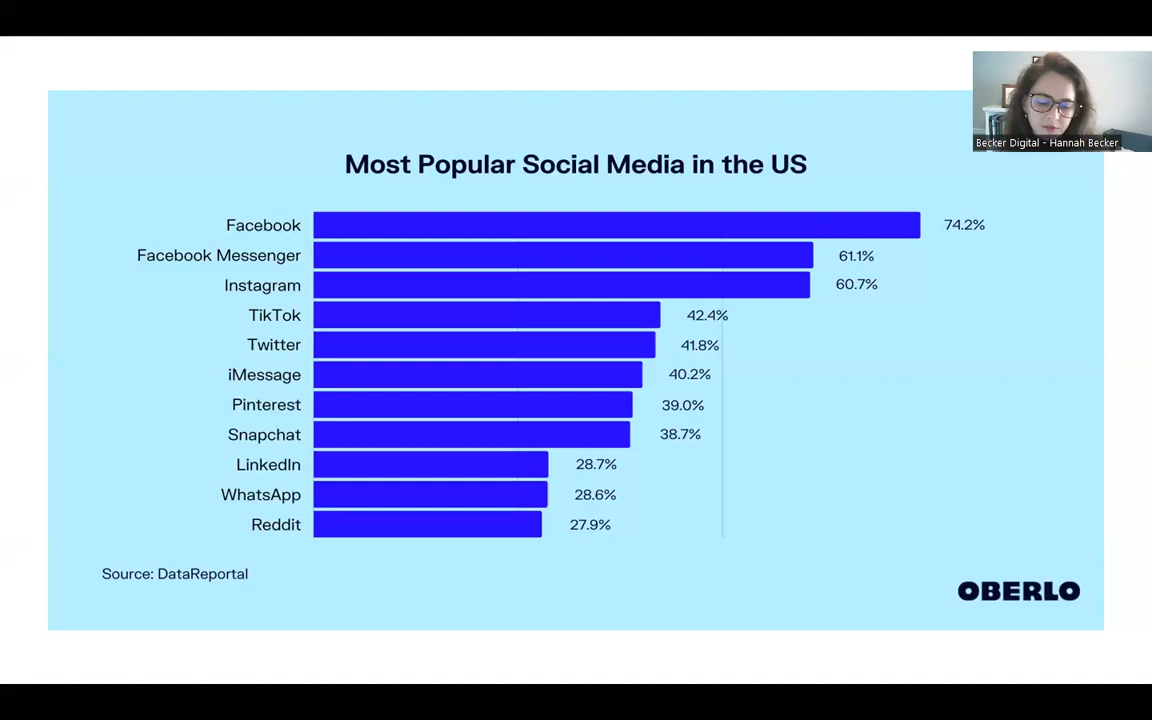 Becker Digital - Hannah Becker
Most Popular Social Media in the US
Facebook 74.2%
Facebook Messenger 61.1%
Instagram 60.7%
TikTok 42.4%
Twitter 41.8%
iMessage 40.2%
Pinterest 39.0%
Snapchat 38.7%
LinkedIn 28.7%
WhatsApp 28.6%
Reddit 27.9%
Source: DataReportal
OBERLO